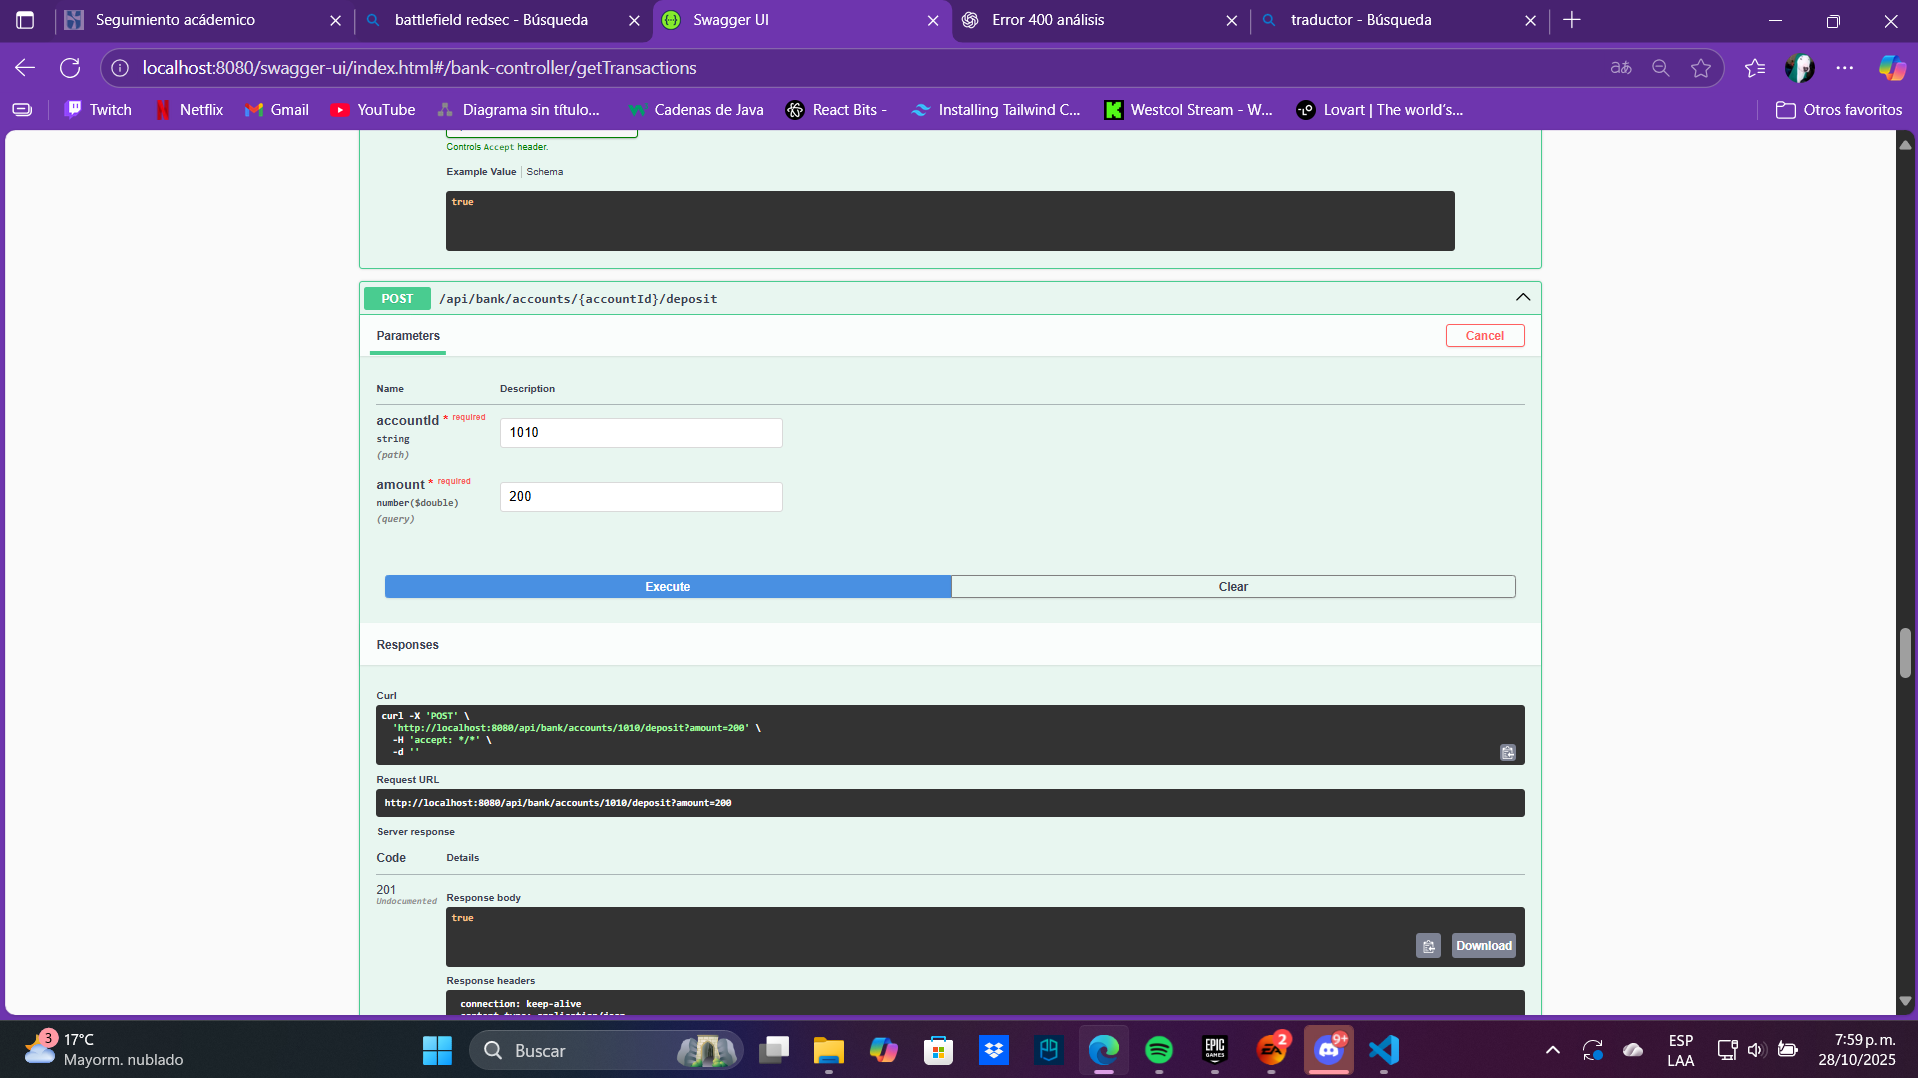 Seguimiento acádemico
battlefield redsec - Búsqueda
Swagger UI
Error 400 análisis
traductor - Búsqueda
localhost:8080/swagger-ui/index.html#/bank-controller/getTransactions
Twitch
Netflix
Gmail
YouTube
Diagrama sin título...
Cadenas de Java
React Bits -
Installing Tailwind C...
Westcol Stream - W...
Lovart | The world's...
Otros favoritos
Controls Accept header.
Example Value | Schema
true
POST /api/bank/accounts/{accountId}/deposit
Parameters
Cancel
Name Description
accountId * required
string
(path)
1010
amount * required
number($double)
(query)
200
Execute
Clear
Responses
Curl
curl -X 'POST' \
'http://localhost:8080/api/bank/accounts/1010/deposit?amount=200' \
-H 'accept: */*' \
-d ''
Request URL
http://localhost:8080/api/bank/accounts/1010/deposit?amount=200
Server response
Code Details
201
Undocumented
Response body
true
Download
Response headers
connection: keep-alive
3
17°C
Mayorm. nublado
Buscar
EPIC GAMES
EA
2
9+
ESP
LAA
7:59 p.m.
28/10/2025